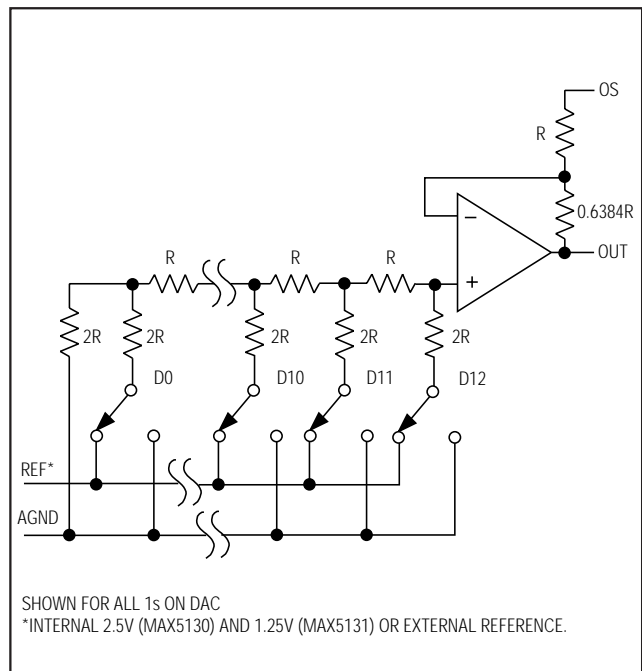 OS
R
0.6384R
OUT
−
+
R
R
R
2R
2R
2R
2R
2R
D0
D10
D11
D12
REF*
AGND
SHOWN FOR ALL 1s ON DAC
*INTERNAL 2.5V (MAX5130) AND 1.25V (MAX5131) OR EXTERNAL REFERENCE.